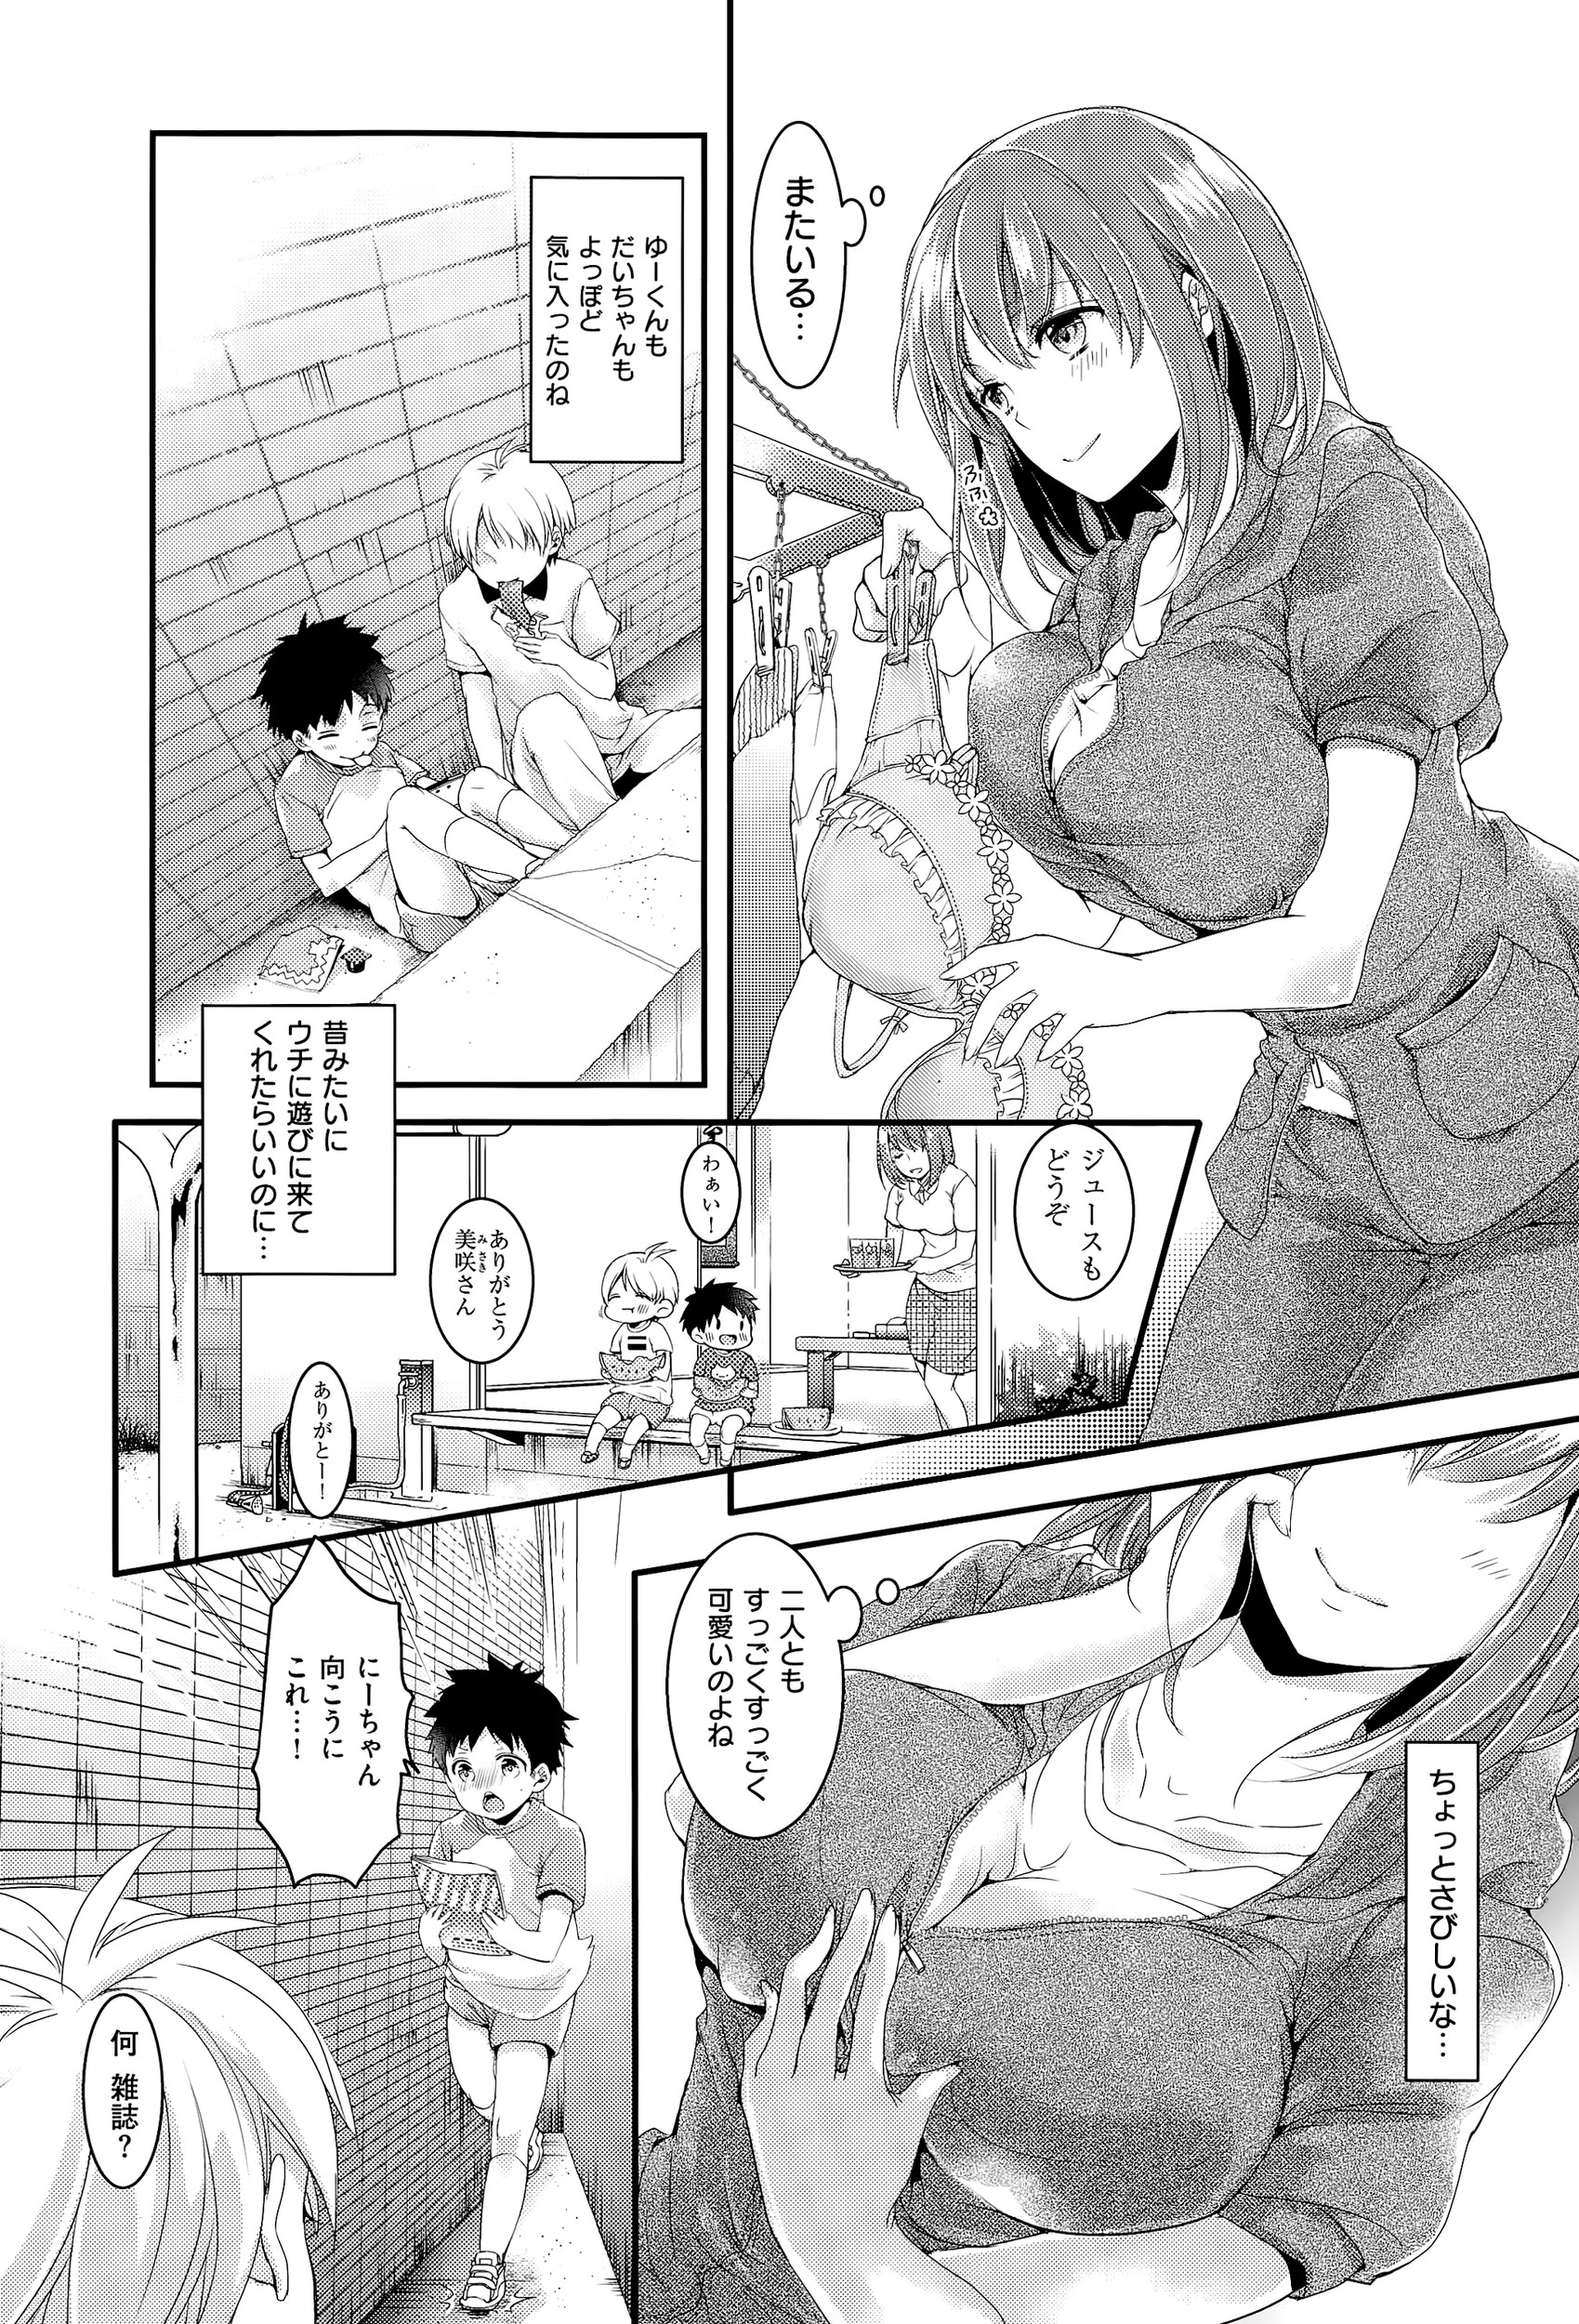 またいる…
ふふ
ゆーくんも
だいちゃんも
よっぽど
気に入ったのね
昔みたいに
ウチに遊びに来て
くれたらいいのに…
ジュースも
どうぞ
わぁい！
ありがとう
美咲さん
みさき
ありがとー！
二人とも
すっごくすっごく
可愛いのよね
ちょっとさびしいな…
にーちゃん
向こうに
これ…！
何 雑誌？